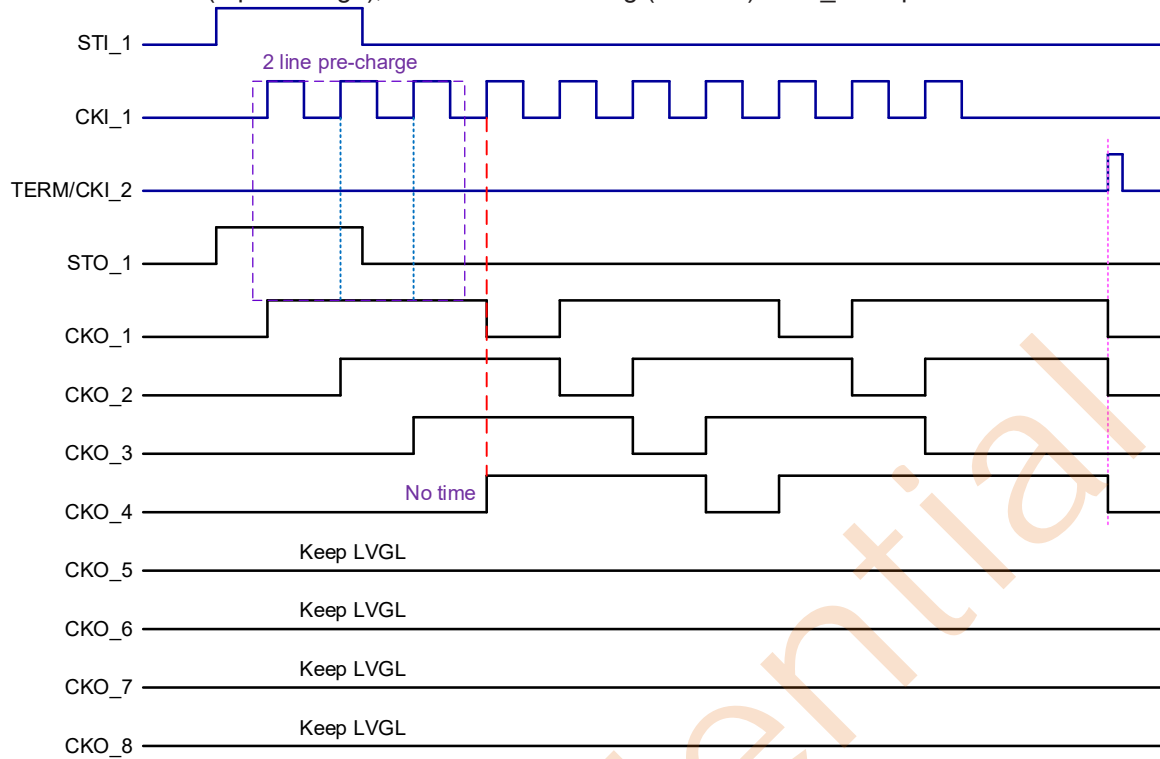 STI_1
2 line pre-charge
CKI_1
TERM/CKI_2
STO_1
CKO_1
CKO_2
CKO_3
No time
CKO_4
Keep LVGL
CKO_5
Keep LVGL
CKO_6
Keep LVGL
CKO_7
Keep LVGL
CKO_8
ential